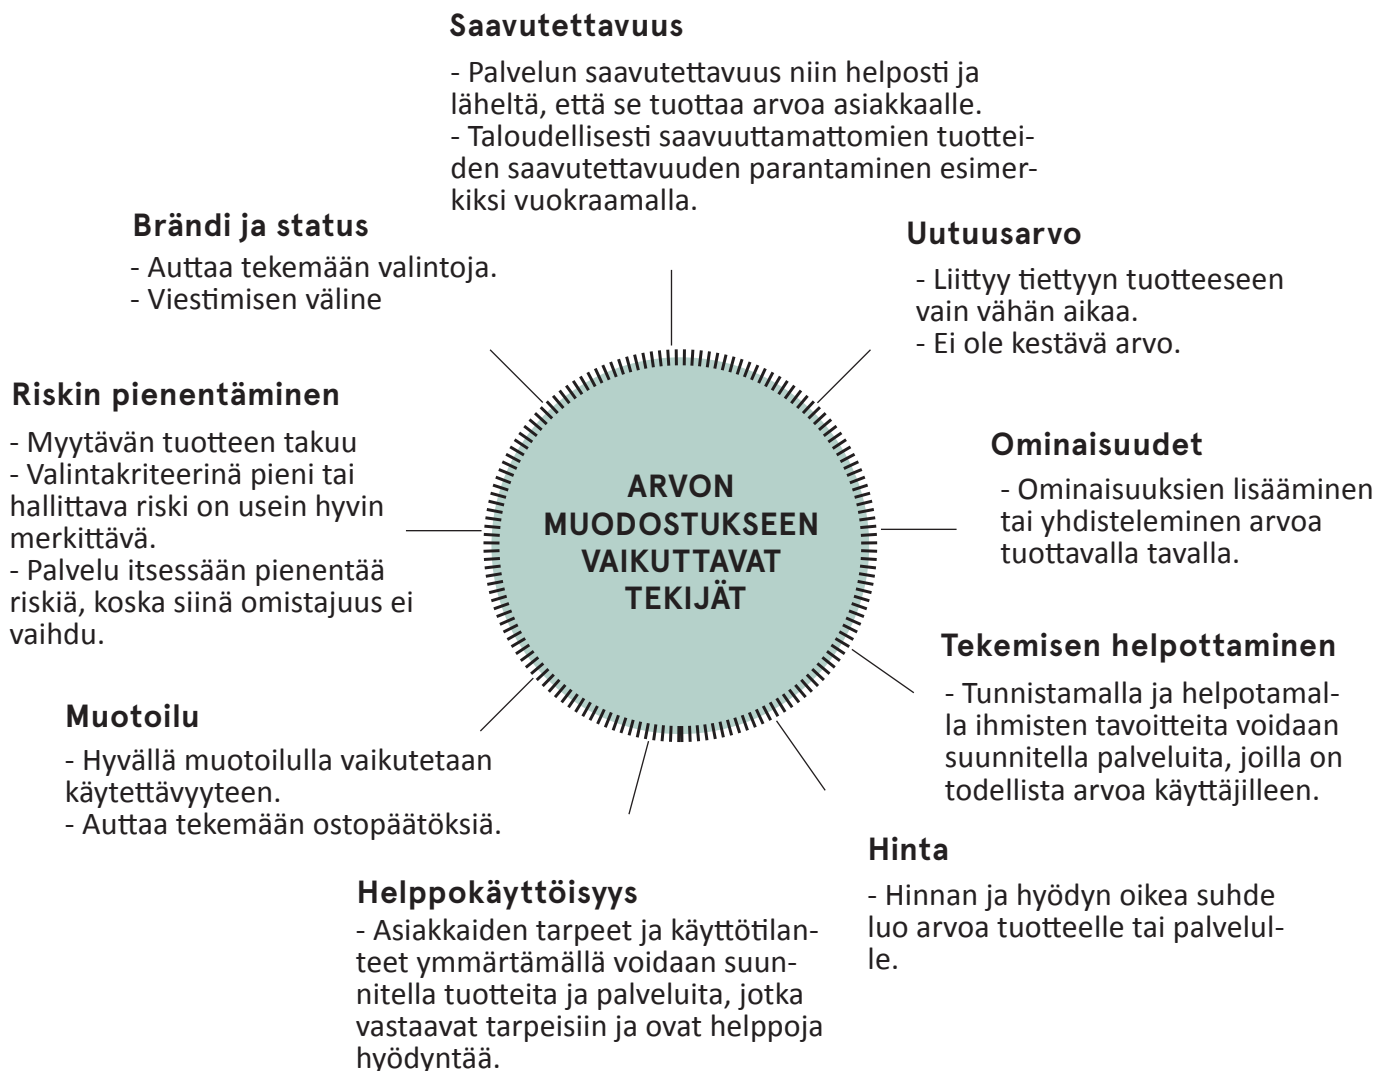 Saavutettavuus
- Palvelun saavutettavuus niin helposti ja
läheltä, että se tuottaa arvoa asiakkaalle.
- Taloudellisesti saavuuttamattomien tuottei-
den saavutettavuuden parantaminen esimer-
kiksi vuokraamalla.
Uutuusarvo
- Liittyy tiettyyn tuotteeseen
vain vähän aikaa.
- Ei ole kestävä arvo.
Ominaisuudet
- Ominaisuuksien lisääminen
tai yhdisteleminen arvoa
tuottavalla tavalla.
Tekemisen helpottaminen
- Tunnistamalla ja helpotamal-
la ihmisten tavoitteita voidaan
suunnitella palveluita, joilla on
todellista arvoa käyttäjilleen.
Hinta
- Hinnan ja hyödyn oikea suhde
luo arvoa tuotteelle tai palvelul-
le.
Helppokäyttöisyys
- Asiakkaiden tarpeet ja käyttötilan-
teet ymmärtämällä voidaan suun-
nitella tuotteita ja palveluita, jotka
vastaavat tarpeisiin ja ovat helppoja
hyödyntää.
Muotoilu
- Hyvällä muotoilulla vaikutetaan
käytettävyyteen.
- Auttaa tekemään ostopäätöksiä.
Riskin pienentäminen
- Myytävän tuotteen takuu
- Valintakriteerinä pieni tai
hallittava riski on usein hyvin
merkittävä.
- Palvelu itsessään pienentää
riskiä, koska siinä omistajuus ei
vaihdu.
Brändi ja status
- Auttaa tekemään valintoja.
- Viestimisen väline
ARVON
MUODOSTUKSEEN
VAIKUTTAVAT
TEKIJÄT